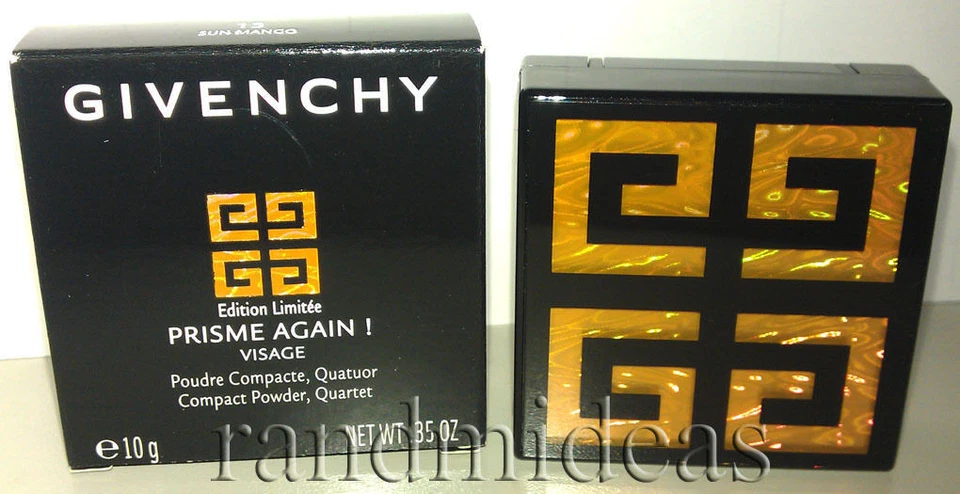 13
SUN MANGO
GIVENCHY
Edition Limitée
PRISME AGAIN !
VISAGE
Poudre Compacte, Quatuor
Compact Powder, Quartet
℮10 g
NET WT .35 OZ
randmideas